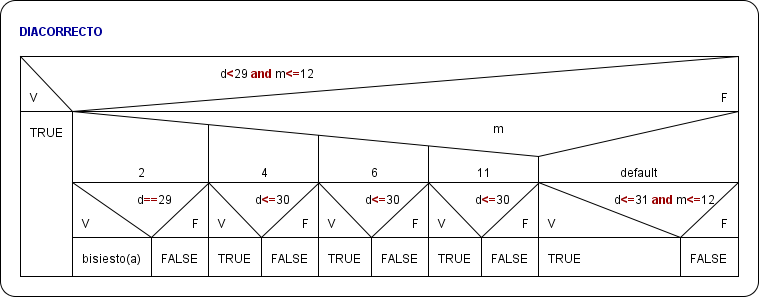 DIACORRECTO
d<29 and m<=12
V F
TRUE m
2 4 6 11 default
d==29 d<=30 d<=30 d<=30 d<=31 and m<=12
V F V F V F V F V F
bisiesto(a) FALSE TRUE FALSE TRUE FALSE TRUE FALSE TRUE FALSE